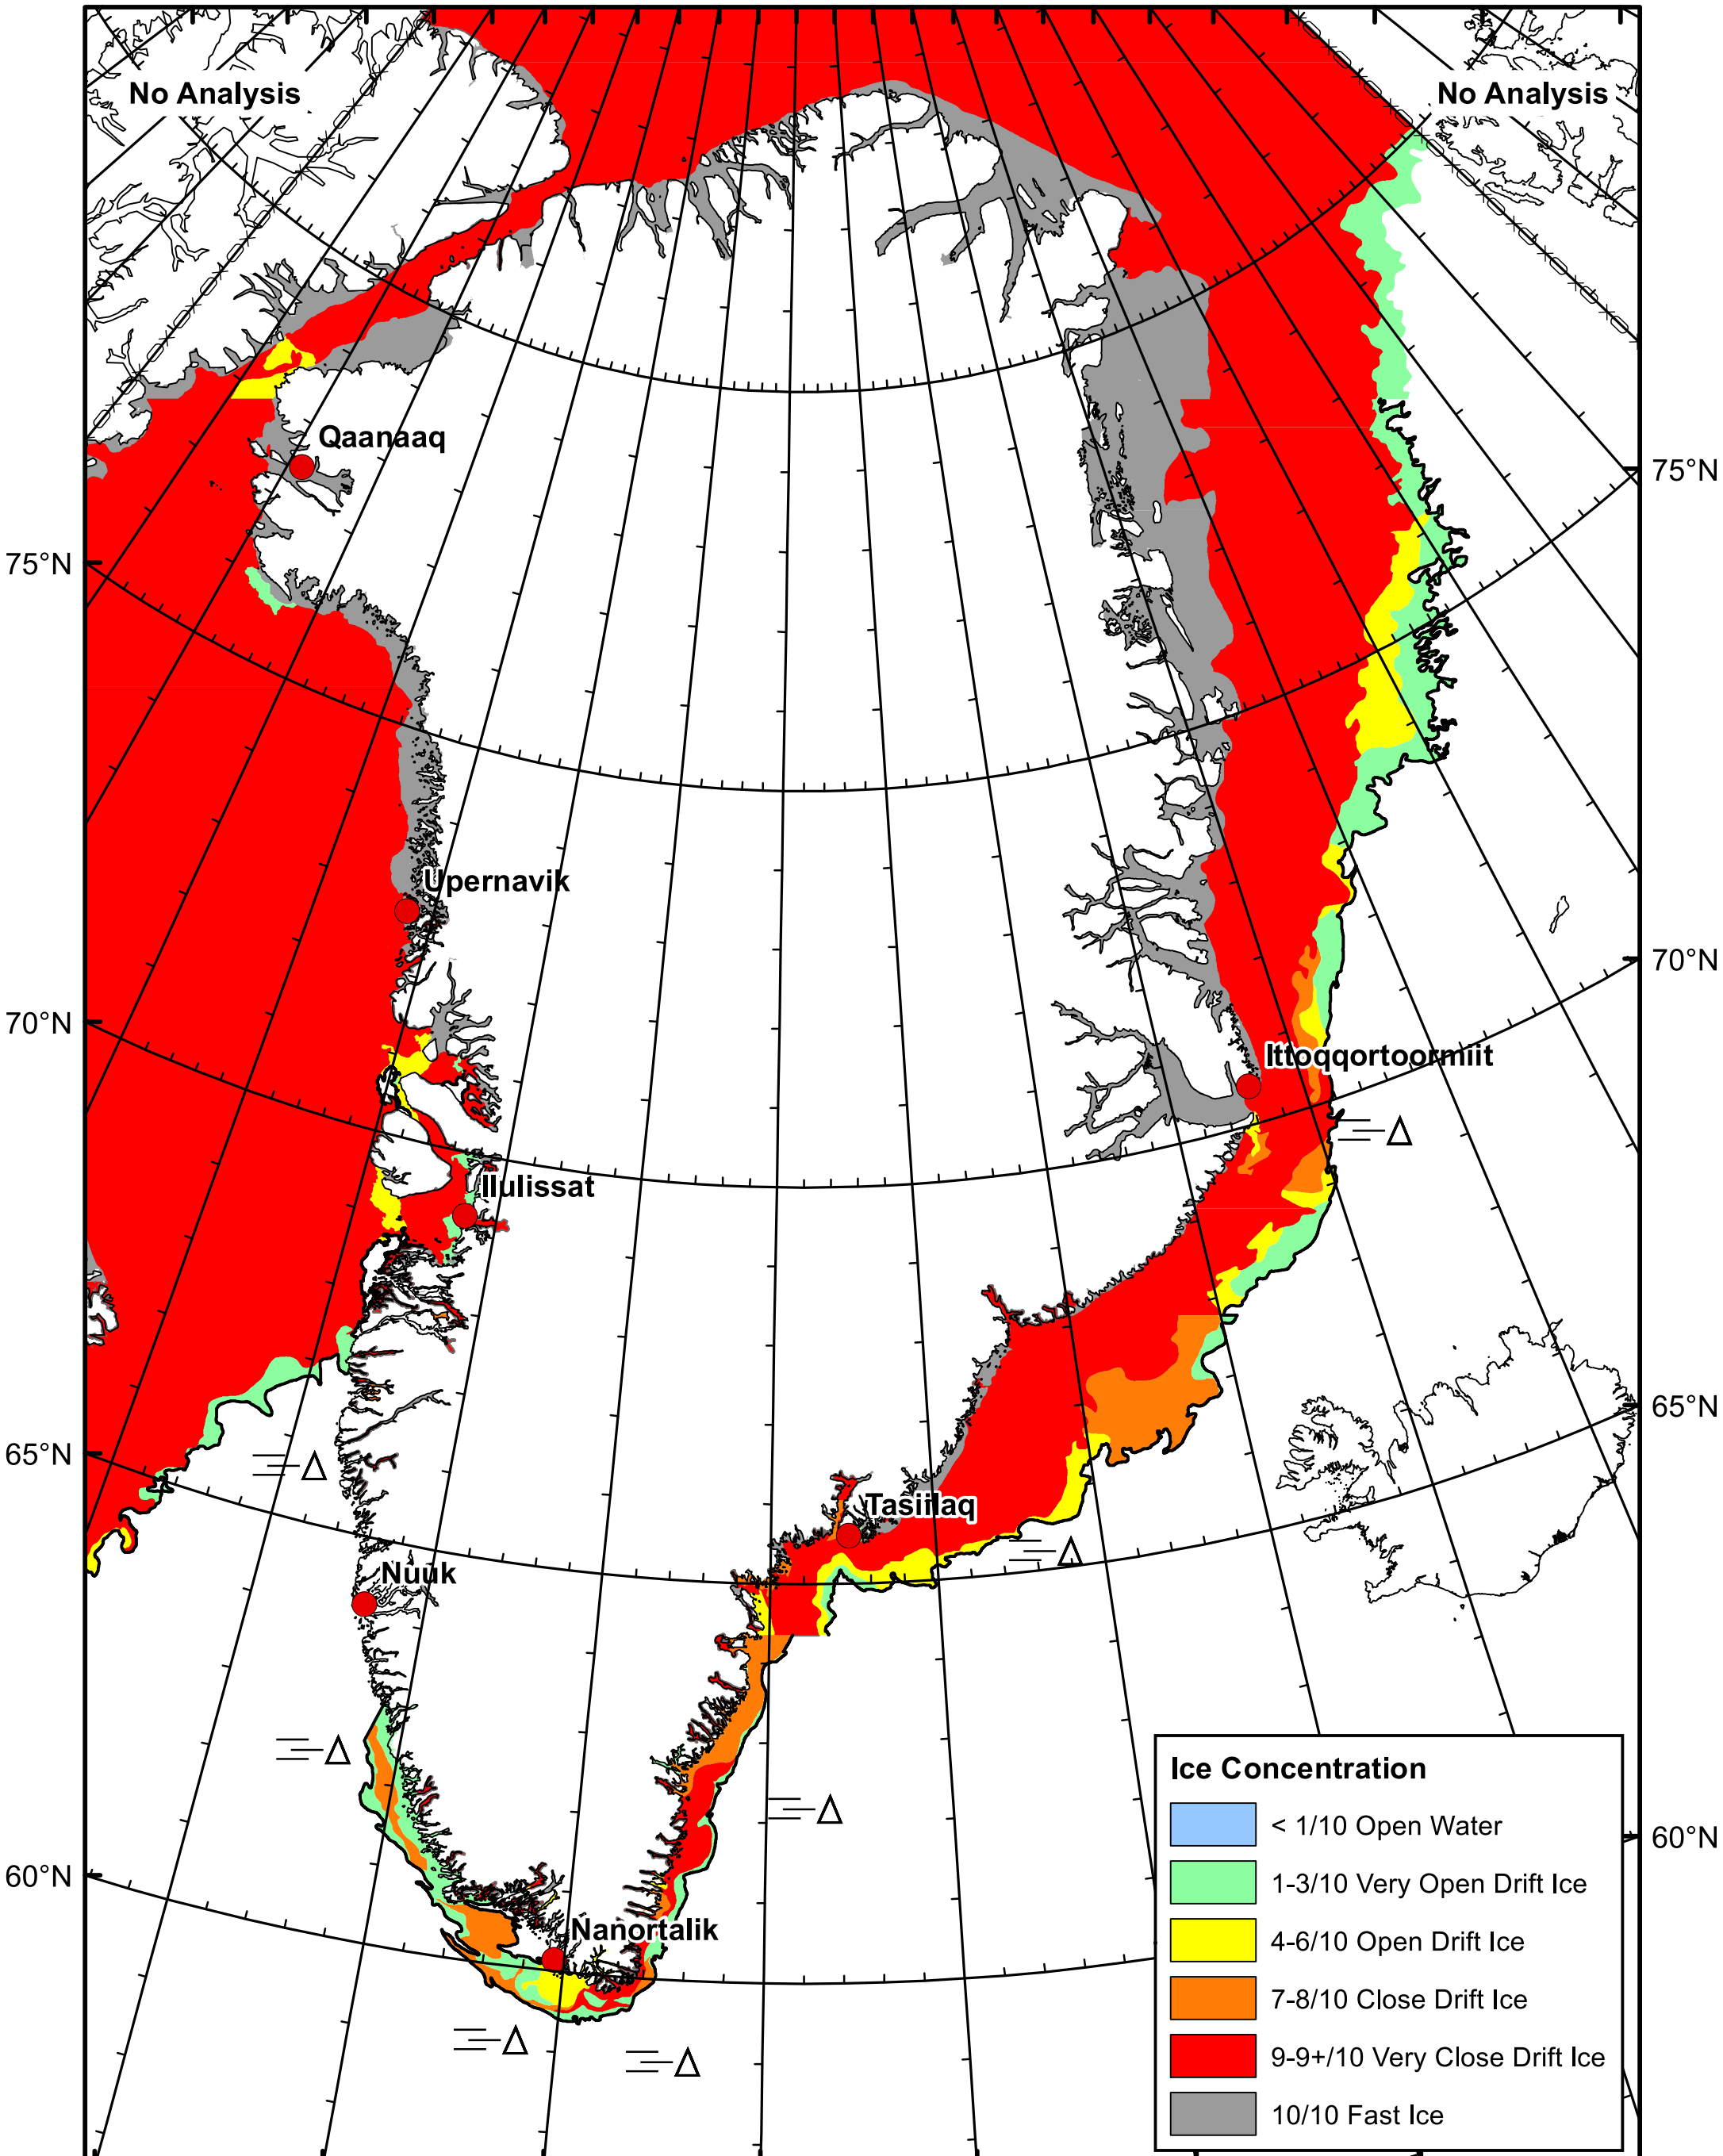 No Analysis
No Analysis
Qaanaaq
75°N
75°N
Upernavik
70°N
70°N
Ittoqqortoormiit
Ilulissat
65°N
65°N
Tasiilaq
Nuuk
60°N
60°N
Nanortalik
Ice Concentration
< 1/10 Open Water
1-3/10 Very Open Drift Ice
4-6/10 Open Drift Ice
7-8/10 Close Drift Ice
9-9+/10 Very Close Drift Ice
10/10 Fast Ice